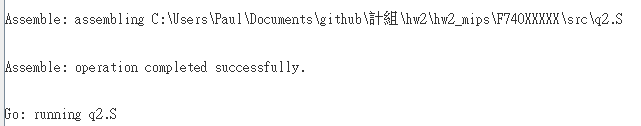 Assemble: assembling C:\Users\Paul\Documents\github\計組\hw2\hw2_mips\F740XXXXX\src\q2.S
Assemble: operation completed successfully.
Go: running q2.S